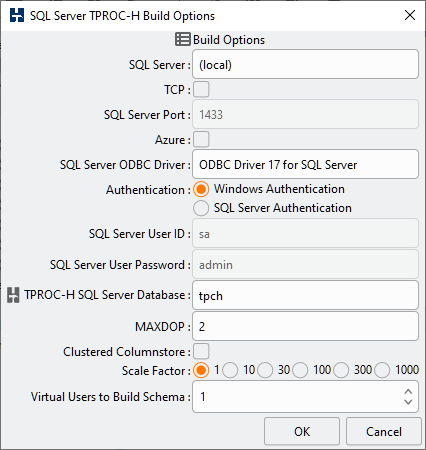 SQL Server TPROC-H Build Options
Build Options
SQL Server : (local)
TCP :
SQL Server Port : 1433
Azure :
SQL Server ODBC Driver : ODBC Driver 17 for SQL Server
Authentication : Windows Authentication
SQL Server Authentication
SQL Server User ID : sa
SQL Server User Password : admin
TPROC-H SQL Server Database : tpch
MAXDOP : 2
Clustered Columnstore :
Scale Factor : 1 10 30 100 300 1000
Virtual Users to Build Schema : 1
OK Cancel